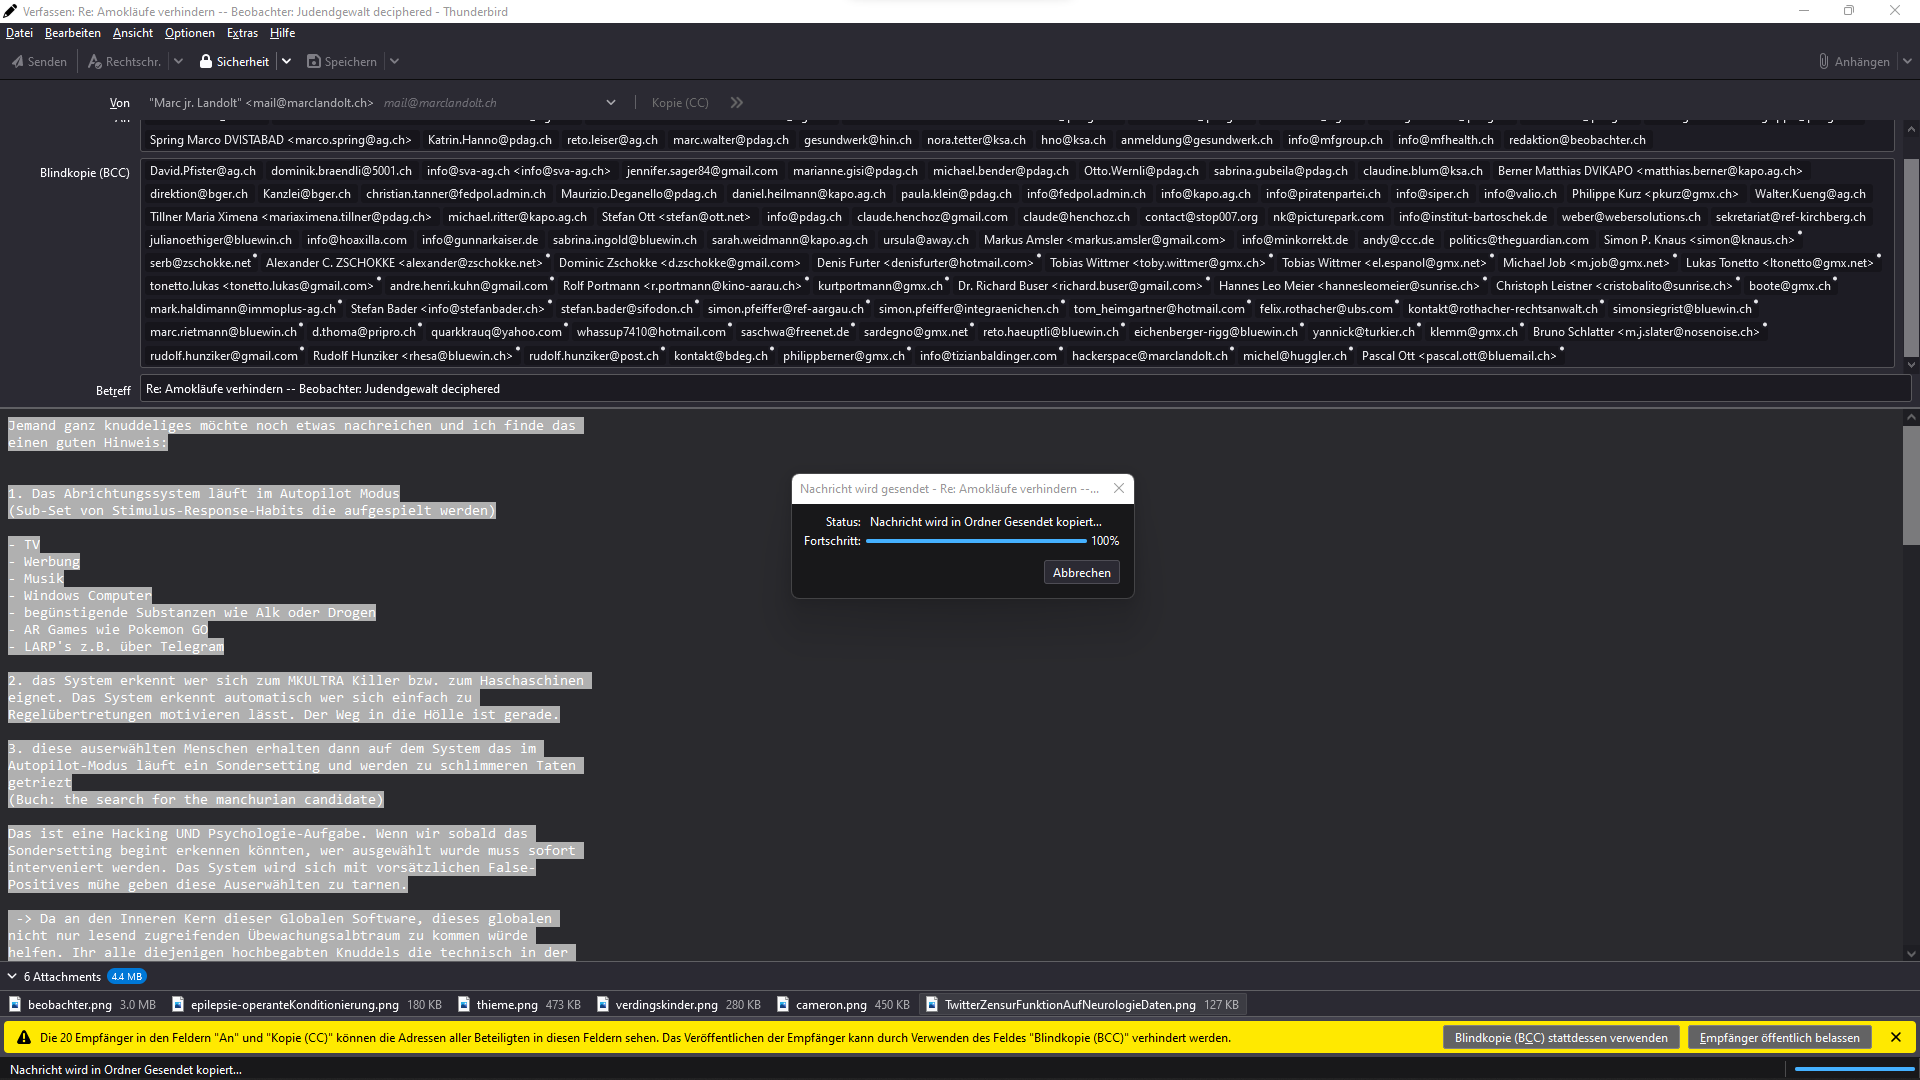 Verfassen: Re: Amokläufe verhindern -- Beobachter: Judendgewalt deciphered - Thunderbird
Datei Bearbeiten Ansicht Optionen Extras Hilfe
Senden Rechtschr. Sicherheit Speichern Anhängen
Von "Marc jr. Landolt" <mail@marclandolt.ch> mail@marclandolt.ch Kopie (CC)
An
Spring Marco DVISTABAD <marco.spring@ag.ch> Katrin.Hanno@pdag.ch reto.leiser@ag.ch marc.walter@pdag.ch gesundwerk@hin.ch nora.tetter@ksa.ch hno@ksa.ch anmeldung@gesundwerk.ch info@mfgroup.ch info@mfhealth.ch redaktion@beobachter.ch
Blindkopie (BCC) David.Pfister@ag.ch dominik.braendli@5001.ch info@sva-ag.ch <info@sva-ag.ch> jennifer.sager84@gmail.com marianne.gisi@pdag.ch michael.bender@pdag.ch Otto.Wernli@pdag.ch sabrina.gubeila@pdag.ch claudine.blum@ksa.ch Berner Matthias DVIKAPO <matthias.berner@kapo.ag.ch>
direktion@bger.ch Kanzlei@bger.ch christian.tanner@fedpol.admin.ch Maurizio.Deganello@pdag.ch daniel.heilmann@kapo.ag.ch paula.klein@pdag.ch info@fedpol.admin.ch info@kapo.ag.ch info@piratenpartei.ch info@siper.ch info@valio.ch Philippe Kurz <pkurz@gmx.ch> Walter.Kueng@ag.ch
Tillner Maria Ximena <mariaximena.tillner@pdag.ch> michael.ritter@kapo.ag.ch Stefan Ott <stefan@ott.net> info@pdag.ch claude.henchoz@gmail.com claude@henchoz.ch contact@stop007.org nk@picturepark.com info@institut-bartoschek.de weber@webersolutions.ch sekretariat@ref-kirchberg.ch
julianoethiger@bluewin.ch info@hoaxilla.com info@gunnarkaiser.de sabrina.ingold@bluewin.ch sarah.weidmann@kapo.ag.ch ursula@away.ch Markus Amsler <markus.amsler@gmail.com> info@minkorrekt.de andy@ccc.de politics@theguardian.com Simon P. Knaus <simon@knaus.ch>
serb@zschokke.net Alexander C. ZSCHOKKE <alexander@zschokke.net> Dominic Zschokke <d.zschokke@gmail.com> Denis Furter <denisfurter@hotmail.com> Tobias Wittmer <toby.wittmer@gmx.ch> Tobias Wittmer <el.espanol@gmx.net> Michael Job <m.job@gmx.net> Lukas Tonetto <ltonetto@gmx.net>
tonetto.lukas <tonetto.lukas@gmail.com> andre.henri.kuhn@gmail.com Rolf Portmann <r.portmann@kino-aarau.ch> kurtportmann@gmx.ch Dr. Richard Buser <richard.buser@gmail.com> Hannes Leo Meier <hannesleomeier@sunrise.ch> Christoph Leistner <cristobalito@sunrise.ch> boote@gmx.ch
mark.haldimann@immoplus-ag.ch Stefan Bader <info@stefanbader.ch> stefan.bader@sifodon.ch simon.pfeiffer@ref-aargau.ch simon.pfeiffer@integraenichen.ch tom_heimgartner@hotmail.com felix.rothacher@ubs.com kontakt@rothacher-rechtsanwalt.ch simonsiegrist@bluewin.ch
marc.rietmann@bluewin.ch d.thoma@pripro.ch quarkkrauq@yahoo.com whassup7410@hotmail.com saschwa@freenet.de sardegno@gmx.net reto.haeuptli@bluewin.ch eichenberger-rigg@bluewin.ch yannick@turkier.ch klemm@gmx.ch Bruno Schlatter <m.j.slater@nosenoise.ch>
rudolf.hunziker@gmail.com Rudolf Hunziker <rhesa@bluewin.ch> rudolf.hunziker@post.ch kontakt@bdeg.ch philippberner@gmx.ch info@tizianbaldinger.com hackerspace@marclandolt.ch michel@huggler.ch Pascal Ott <pascal.ott@bluemail.ch>
Betreff Re: Amokläufe verhindern -- Beobachter: Judendgewalt deciphered
Jemand ganz knuddeliges möchte noch etwas nachreichen und ich finde das
einen guten Hinweis:
1. Das Abrichtungssystem läuft im Autopilot Modus
(Sub-Set von Stimulus-Response-Habits die aufgespielt werden)
- TV
- Werbung
- Musik
- Windows Computer
- begünstigende Substanzen wie Alk oder Drogen
- AR Games wie Pokemon GO
- LARP's z.B. über Telegram
2. das System erkennt wer sich zum MKULTRA Killer bzw. zum Haschaschinen
eignet. Das System erkennt automatisch wer sich einfach zu
Regelübertretungen motivieren lässt. Der Weg in die Hölle ist gerade.
3. diese auserwählten Menschen erhalten dann auf dem System das im
Autopilot-Modus läuft ein Sondersetting und werden zu schlimmeren Taten
getriezt
(Buch: the search for the manchurian candidate)
Das ist eine Hacking UND Psychologie-Aufgabe. Wenn wir sobald das
Sondersetting begint erkennen könnten, wer ausgewählt wurde muss sofort
interveniert werden. Das System wird sich mit vorsätzlichen False-
Positives mühe geben diese Auserwählten zu tarnen.
-> Da an den Inneren Kern dieser Globalen Software, dieses globalen
nicht nur lesend zugreifenden Übewachungsalbtraum zu kommen würde
helfen. Ihr alle diejenigen hochbegabten Knuddels die technisch in der
Nachricht wird gesendet - Re: Amokläufe verhindern --...
Status: Nachricht wird in Ordner Gesendet kopiert...
Fortschritt: 100%
Abbrechen
6 Attachments 4.4 MB
beobachter.png 3.0 MB epilepsie-operanteKonditionierung.png 180 KB thieme.png 473 KB verdingskinder.png 280 KB cameron.png 450 KB TwitterZensurFunktionAufNeurologieDaten.png 127 KB
Die 20 Empfänger in den Feldern "An" und "Kopie (CC)" können die Adressen aller Beteiligten in diesen Feldern sehen. Das Veröffentlichen der Empfänger kann durch Verwenden des Feldes "Blindkopie (BCC)" verhindert werden. Blindkopie (BCC) stattdessen verwenden Empfänger öffentlich belassen
Nachricht wird in Ordner Gesendet kopiert...